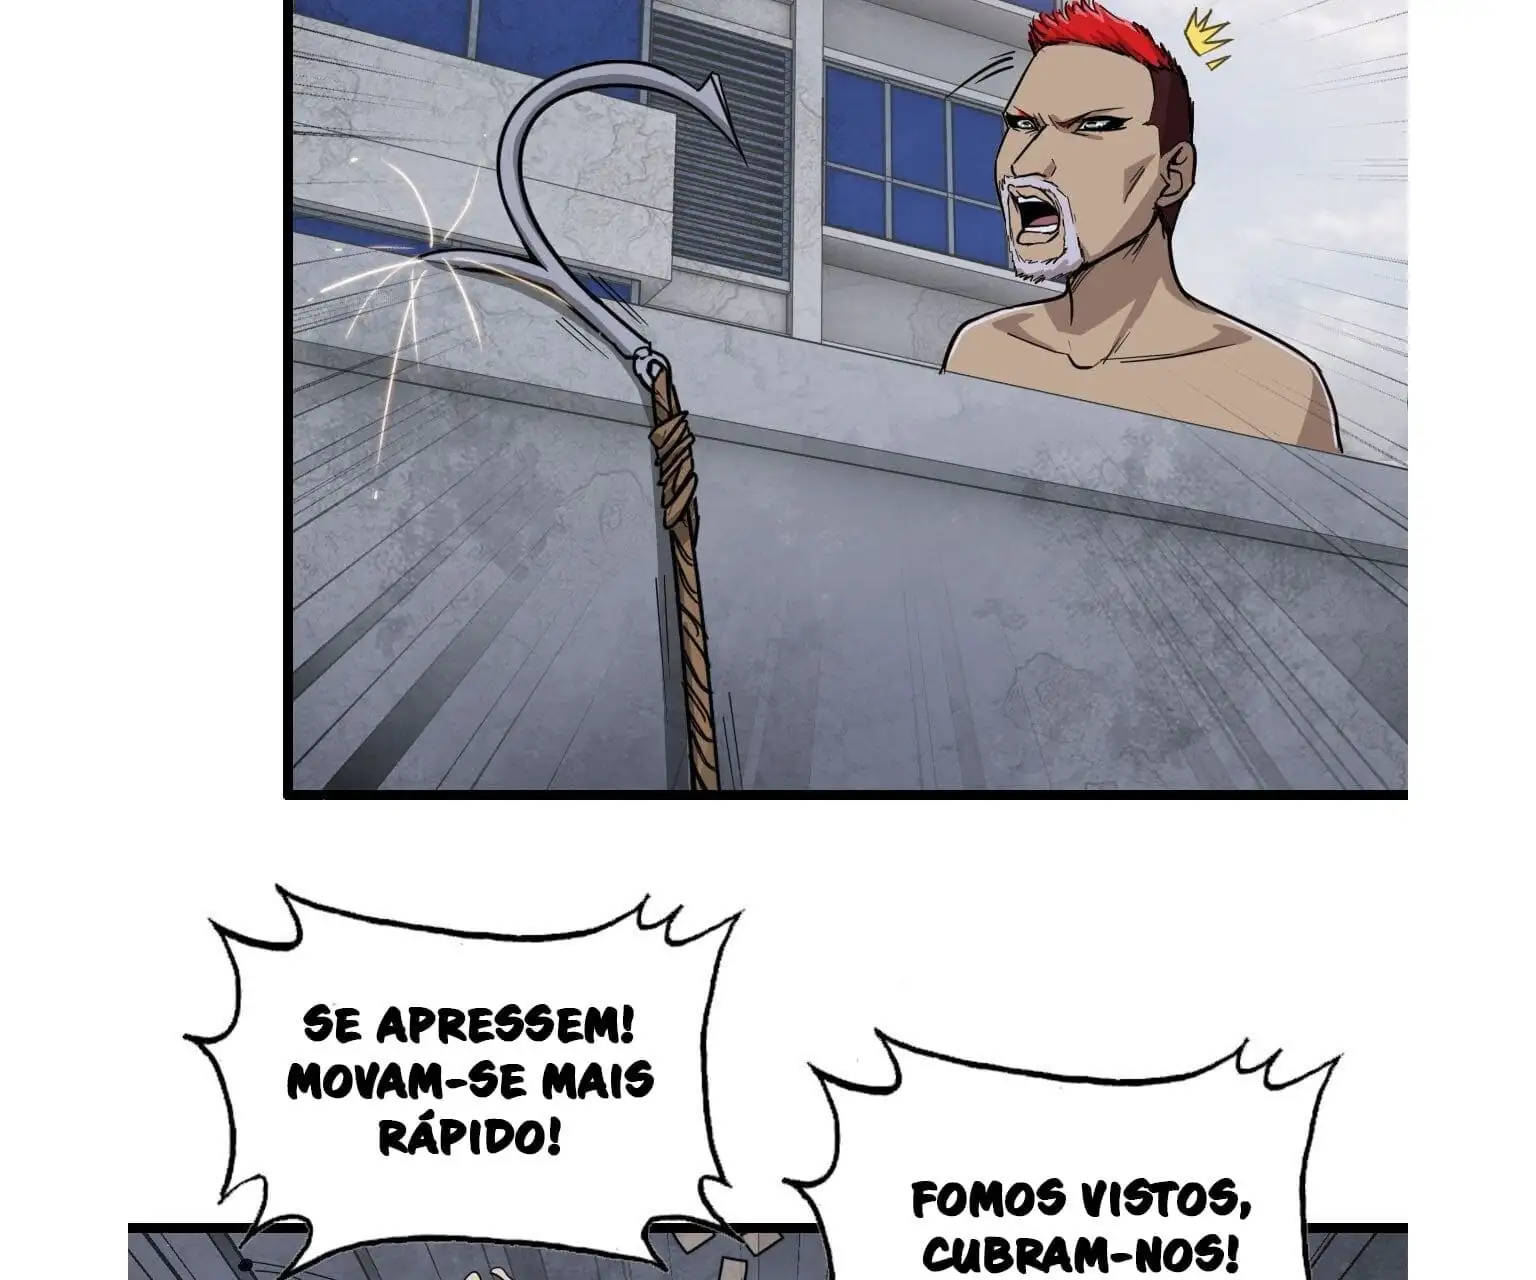 SE APRESSEM!
MOVAM-SE MAIS
RÁPIDO!
FOMOS VISTOS,
CUBRAM-NOS!